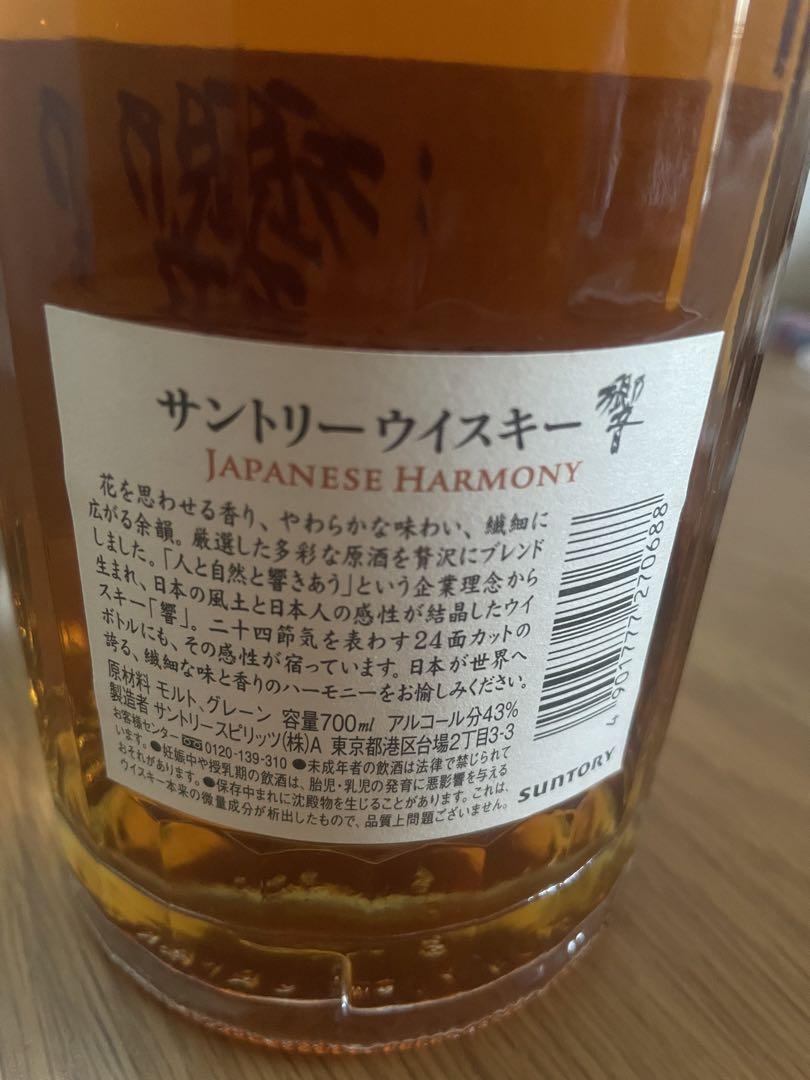 サントリーウイスキー 響
JAPANESE HARMONY
花を思わせる香り、やわらかな味わい、繊細に
広がる余韻。厳選した多彩な原酒を贅沢にブレンド
しました。「人と自然と響きあう」という企業理念から
生まれ、日本の風土と日本人の感性が結晶したウイ
スキー「響」。二十四節気を表わす24面カットの
ボトルにも、その感性が宿っています。日本が世界へ
誇る、繊細な味と香りのハーモニーをお愉しみください。
原材料 モルト、グレーン 容量700ml アルコール分43%
製造者 サントリースピリッツ(株)A 東京都港区台場2丁目3-3
お客様センター 0120-139-310 ●未成年者の飲酒は法律で禁じられて
います。●妊娠中や授乳期の飲酒は、胎児・乳児の発育に悪影響を与える
おそれがあります。●保存中まれに沈殿物を生じることがあります。これは、
ウイスキー本来の微量成分が析出したもので、品質上問題ございません。
4901777270688
SUNTORY